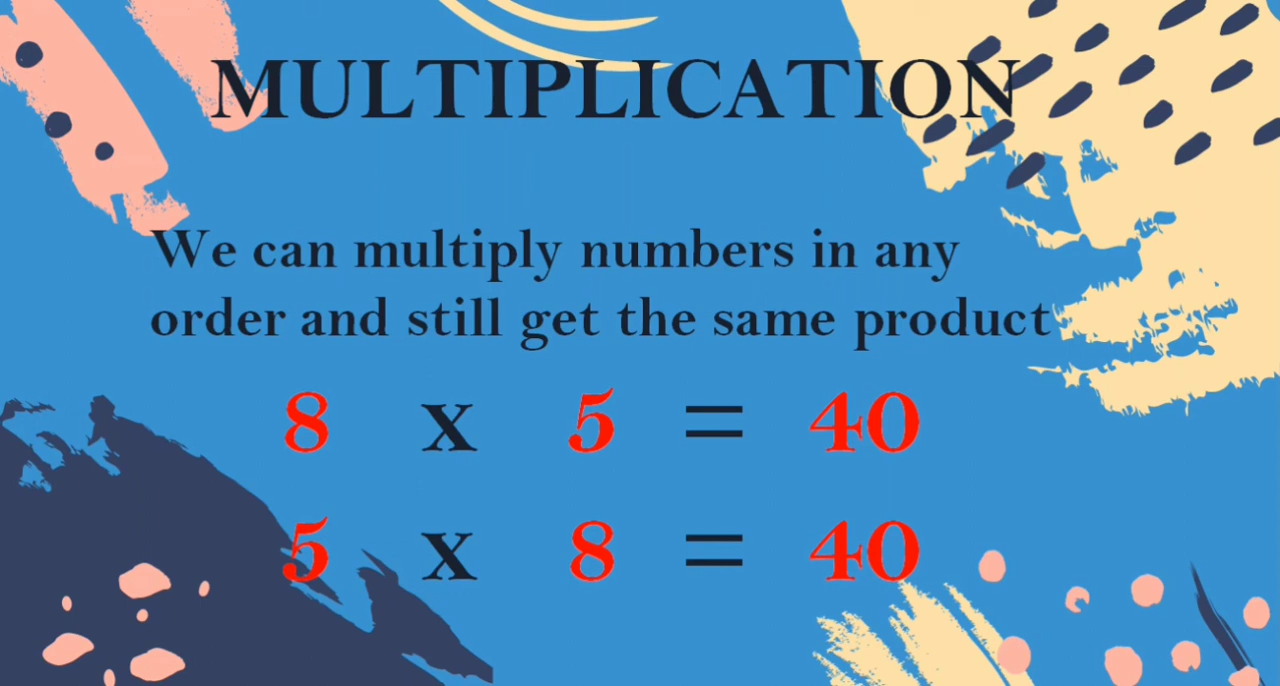 MULTIPLICATION
We can multiply numbers in any
order and still get the same product
8 x 5 = 40
5 x 8 = 40